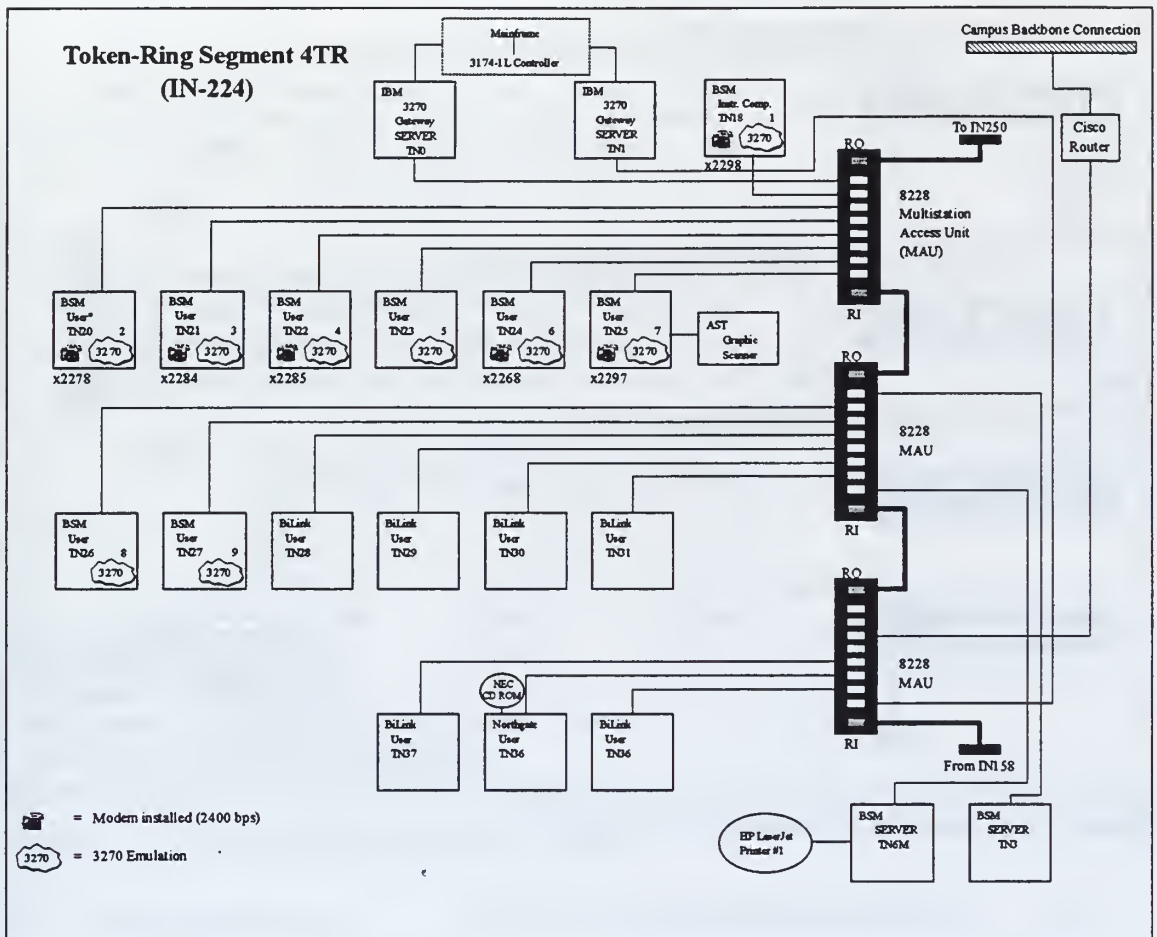 Token-Ring Segment 4TR
(IN-224)
Mainframe
3174-1L Controller
Campus Backbone Connection
IBM
3270
Gateway
SERVER
TN0
IBM
3270
Gateway
SERVER
TN1
BSM
Instr. Comp.
TN18 1
3270
x2298
RO
To IN250
Cisco
Router
8228
Multistation
Access Unit
(MAU)
RI
BSM
User*
TN20 2
3270
x2278
BSM
User
TN21 3
3270
x2284
BSM
User
TN22 4
3270
x2285
BSM
User
TN23 5
3270
BSM
User
TN24 6
3270
x2268
BSM
User
TN25 7
3270
x2297
AST
Graphic
Scanner
RO
8228
MAU
RI
BSM
User
TN26 8
3270
BSM
User
TN27 9
3270
BiLink
User
TN28
BiLink
User
TN29
BiLink
User
TN30
BiLink
User
TN31
RO
8228
MAU
RI
NEC
CD ROM
BiLink
User
TN37
Northgate
User
TN36
BiLink
User
TN36
From IN158
HP LaserJet
Printer #1
BSM
SERVER
TN6M
BSM
SERVER
TN3
= Modem installed (2400 bps)
3270 = 3270 Emulation